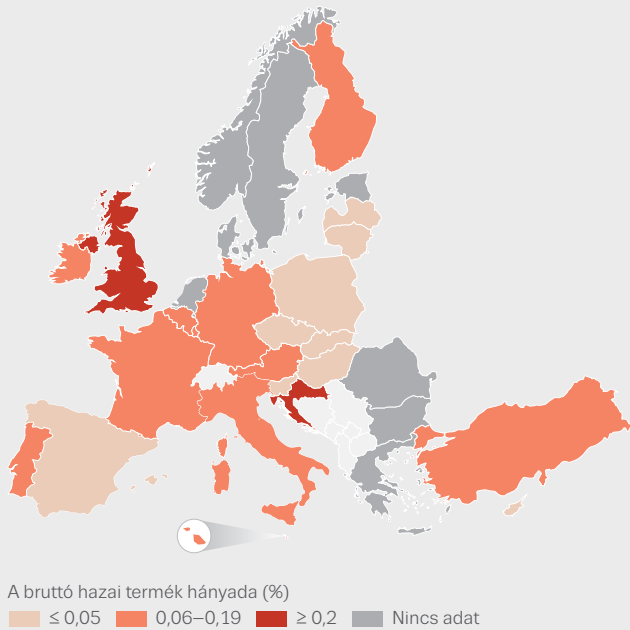 A bruttó hazai termék hányada (%)
≤ 0,05 0,06–0,19 ≥ 0,2 Nincs adat